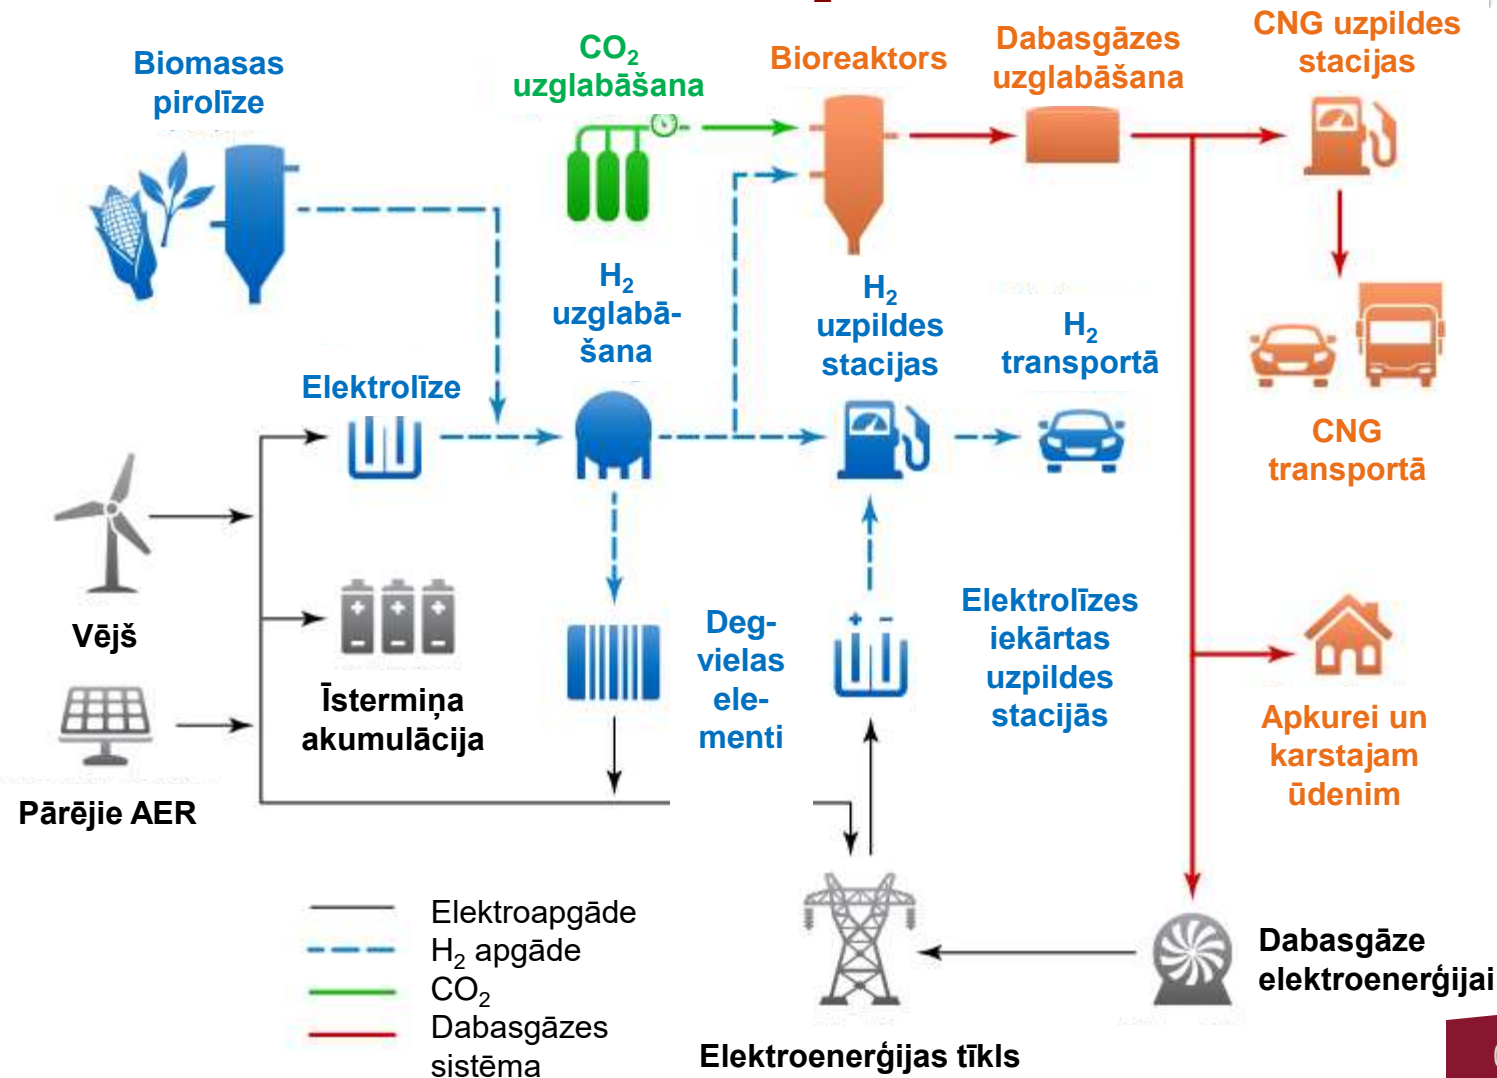 Biomasas
pirolīze
CO₂
uzglabāšana
Bioreaktors
Dabasgāzes
uzglabāšana
CNG uzpildes
stacijas
H₂
uzglabā-
šana
H₂
uzpildes
stacijas
H₂
transportā
Elektrolīze
CNG
transportā
Vējš
Īstermiņa
akumulācija
Deg-
vielas
ele-
menti
+ -
Elektrolīzes
iekārtas
uzpildes
stacijās
Apkurei un
karstajam
ūdenim
Pārējie AER
Elektroapgāde
H₂ apgāde
CO₂
Dabasgāzes
sistēma
Elektroenerģijas tīkls
Dabasgāze
elektroenerģijai